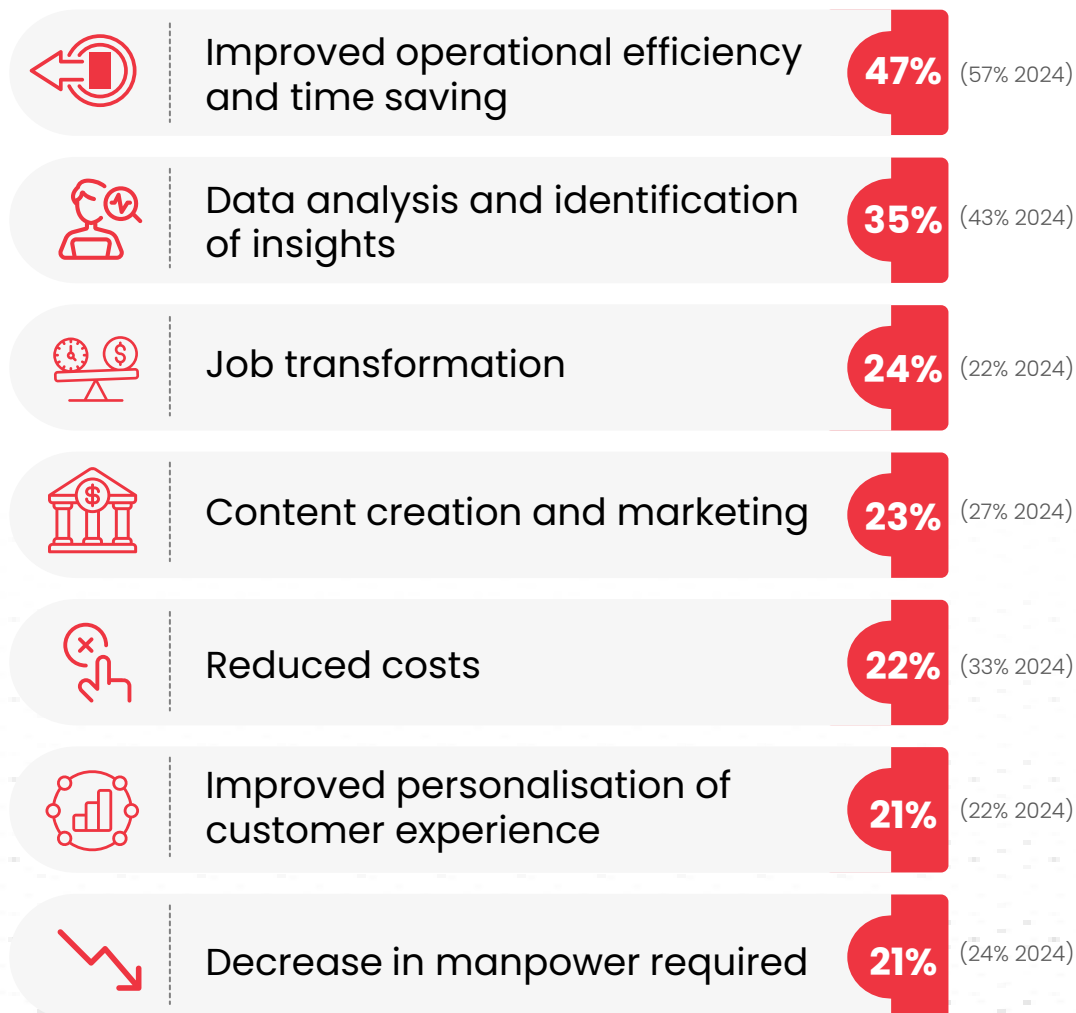 Improved operational efficiency
and time saving
47% (57% 2024)
Data analysis and identification
of insights
35% (43% 2024)
Job transformation
24% (22% 2024)
Content creation and marketing
23% (27% 2024)
Reduced costs
22% (33% 2024)
Improved personalisation of
customer experience
21% (22% 2024)
Decrease in manpower required
21% (24% 2024)